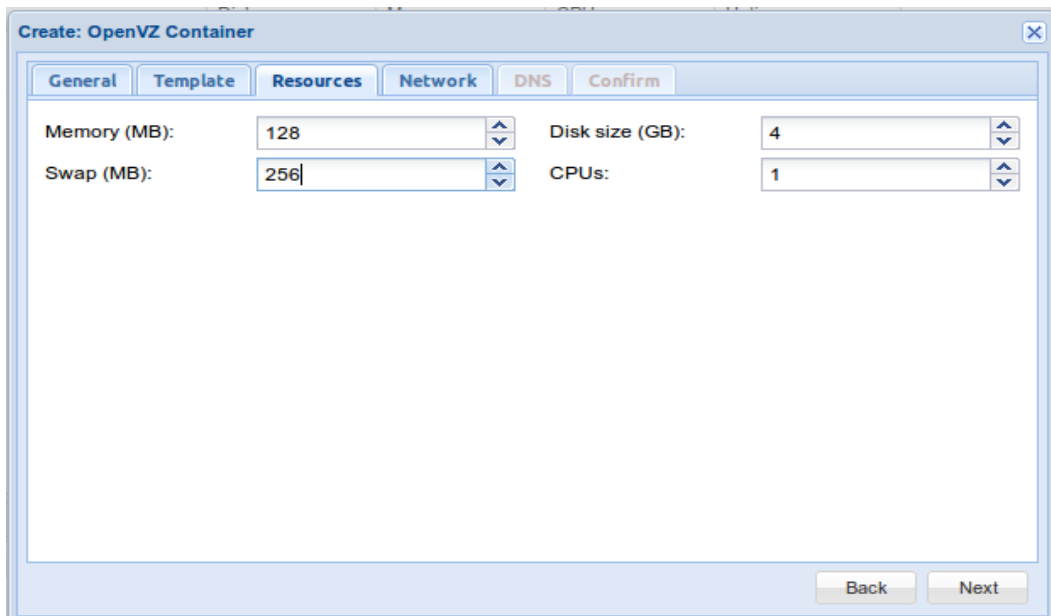 Create: OpenVZ Container
General Template Resources Network DNS Confirm
Memory (MB): 128 Disk size (GB): 4
Swap (MB): 256 CPUs: 1
Back Next